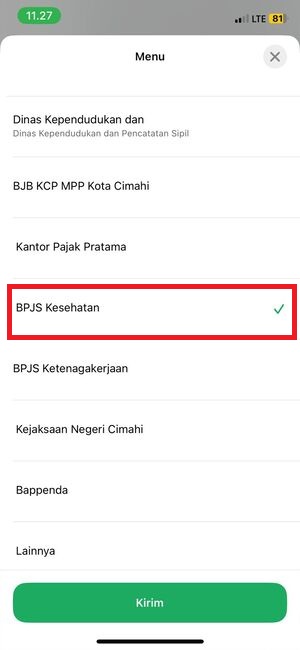 11.27
LTE 81
Menu
Dinas Kependudukan dan
Dinas Kependudukan dan Pencatatan Sipil
BJB KCP MPP Kota Cimahi
Kantor Pajak Pratama
BPJS Kesehatan
BPJS Ketenagakerjaan
Kejaksaan Negeri Cimahi
Bappenda
Lainnya
Kirim